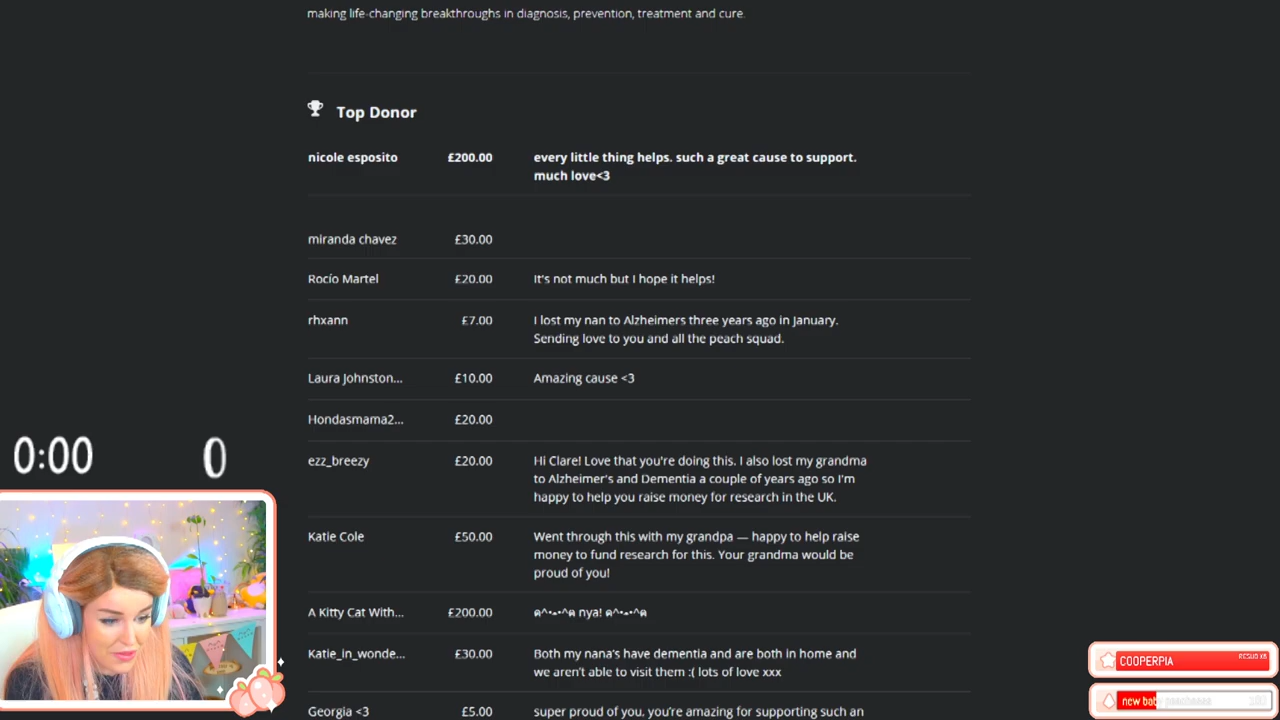 making life-changing breakthroughs in diagnosis, prevention, treatment and cure.
Top Donor
nicole esposito £200.00 every little thing helps. such a great cause to support.
much love<3
miranda chavez £30.00
Rocío Martel £20.00 It's not much but I hope it helps!
rhxann £7.00 I lost my nan to Alzheimers three years ago in January.
Sending love to you and all the peach squad.
Laura Johnston... £10.00 Amazing cause <3
Hondasmama2... £20.00
ezz_breezy £20.00 Hi Clare! Love that you're doing this. I also lost my grandma
to Alzheimer's and Dementia a couple of years ago so I'm
happy to help you raise money for research in the UK.
Katie Cole £50.00 Went through this with my grandpa — happy to help raise
money to fund research for this. Your grandma would be
proud of you!
A Kitty Cat With... £200.00 ฅ^•ﻌ•^ฅ nya! ฅ^•ﻌ•^ฅ
Katie_in_wonde... £30.00 Both my nana's have dementia and are both in home and
we aren't able to visit them :( lots of love xxx
Georgia <3 £5.00 super proud of you. you're amazing for supporting such an
0:00 0
COOPERPIA RESUB X8
new bab